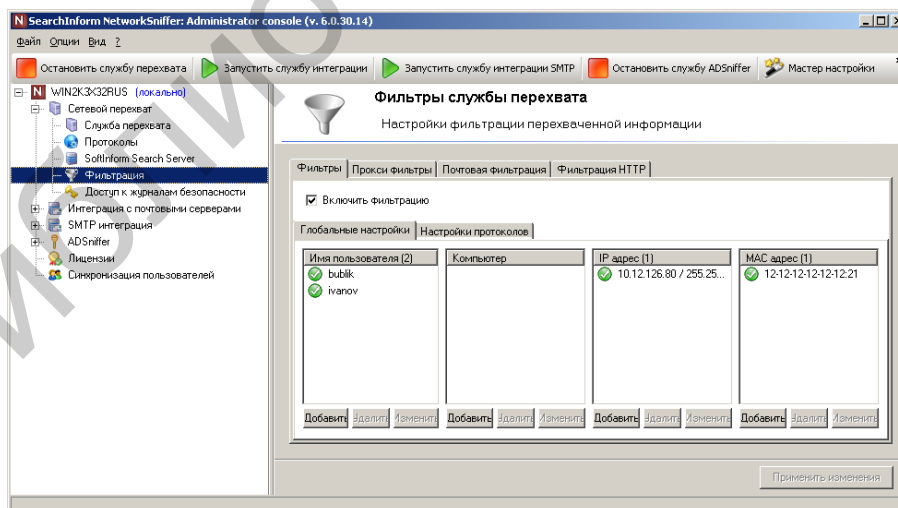 SearchInform NetworkSniffer: Administrator console (v. 6.0.30.14)
Файл Опции Вид ?
Остановить службу перехвата Запустить службу интеграции Запустить службу интеграции SMTP Остановить службу ADSniffer Мастер настройки
WIN2K3X32RUS (локально)
Сетевой перехват
Служба перехвата
Протоколы
SoftInform Search Server
Фильтрация
Доступ к журналам безопасности
Интеграция с почтовыми серверами
SMTP интеграция
ADSniffer
Лицензии
Синхронизация пользователей
Фильтры службы перехвата
Настройки фильтрации перехваченной информации
Фильтры Прокси фильтры Почтовая фильтрация Фильтрация HTTP
Включить фильтрацию
Глобальные настройки Настройки протоколов
Имя пользователя (2) Компьютер IP адрес (1) MAC адрес (1)
bublik 10.12.126.80 / 255.25... 12-12-12-12-12-12:21
ivanov
Добавить Удалить Изменить Добавить Удалить Изменить Добавить Удалить Изменить Добавить Удалить Изменить
Применить изменения